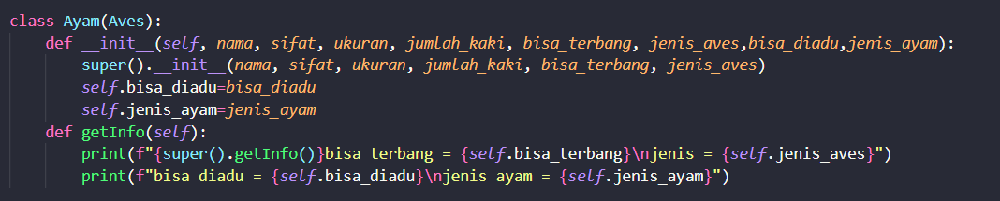 class Ayam(Aves):
    def __init__(self, nama, sifat, ukuran, jumlah_kaki, bisa_terbang, jenis_aves,bisa_diadu,jenis_ayam):
        super().__init__(nama, sifat, ukuran, jumlah_kaki, bisa_terbang, jenis_aves)
        self.bisa_diadu=bisa_diadu
        self.jenis_ayam=jenis_ayam
    def getInfo(self):
        print(f"{super().getInfo()}bisa terbang = {self.bisa_terbang}\njenis = {self.jenis_aves}")
        print(f"bisa diadu = {self.bisa_diadu}\njenis ayam = {self.jenis_ayam}")